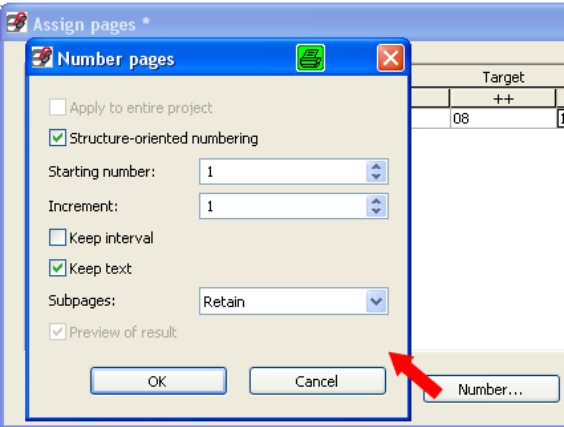 Assign pages *
Number pages
Target
++
08
Apply to entire project
Structure-oriented numbering
Starting number: 1
Increment: 1
Keep interval
Keep text
Subpages: Retain
Preview of result
OK Cancel
Number...